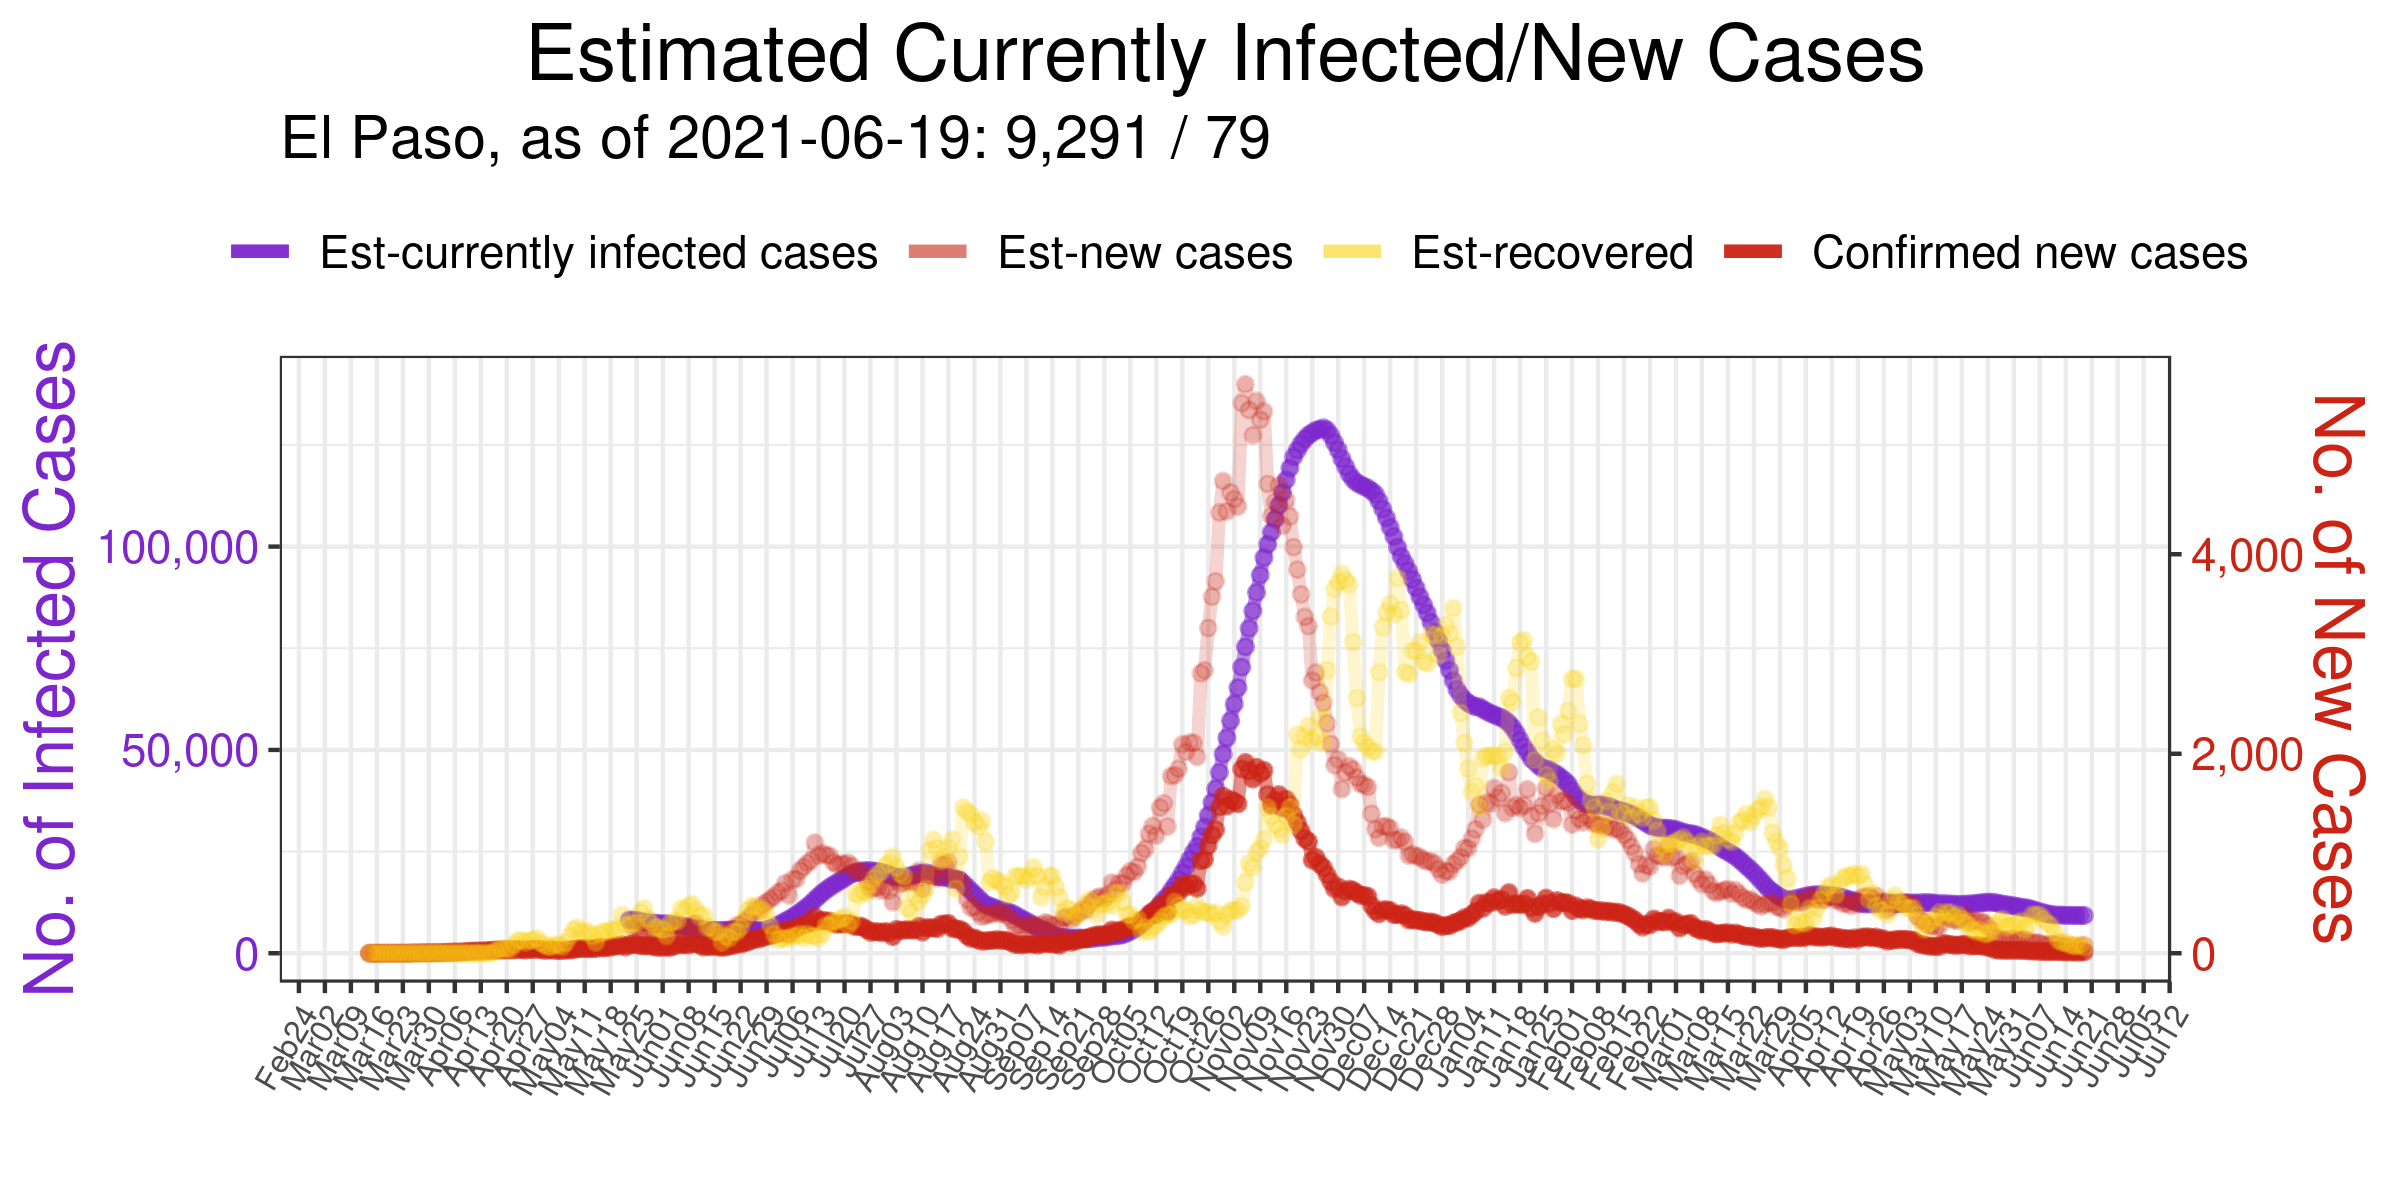 Estimated Currently Infected/New Cases
El Paso, as of 2021-06-19: 9,291 / 79
Est-currently infected cases
Est-new cases
Est-recovered
Confirmed new cases
No. of Infected Cases
100,000
50,000
0
No. of New Cases
4,000
2,000
0
Feb24
Mar02
Mar09
Mar16
Mar23
Mar30
Apr06
Apr13
Apr20
Apr27
May04
May11
May18
May25
Jun01
Jun08
Jun15
Jun22
Jun29
Jul06
Jul13
Jul20
Jul27
Aug03
Aug10
Aug17
Aug24
Aug31
Sep07
Sep14
Sep21
Sep28
Oct05
Oct12
Oct19
Oct26
Nov02
Nov09
Nov16
Nov23
Nov30
Dec07
Dec14
Dec21
Dec28
Jan04
Jan11
Jan18
Jan25
Feb01
Feb08
Feb15
Feb22
Mar01
Mar08
Mar15
Mar22
Mar29
Apr05
Apr12
Apr19
Apr26
May03
May10
May17
May24
May31
Jun07
Jun14
Jun21
Jun28
Jul05
Jul12